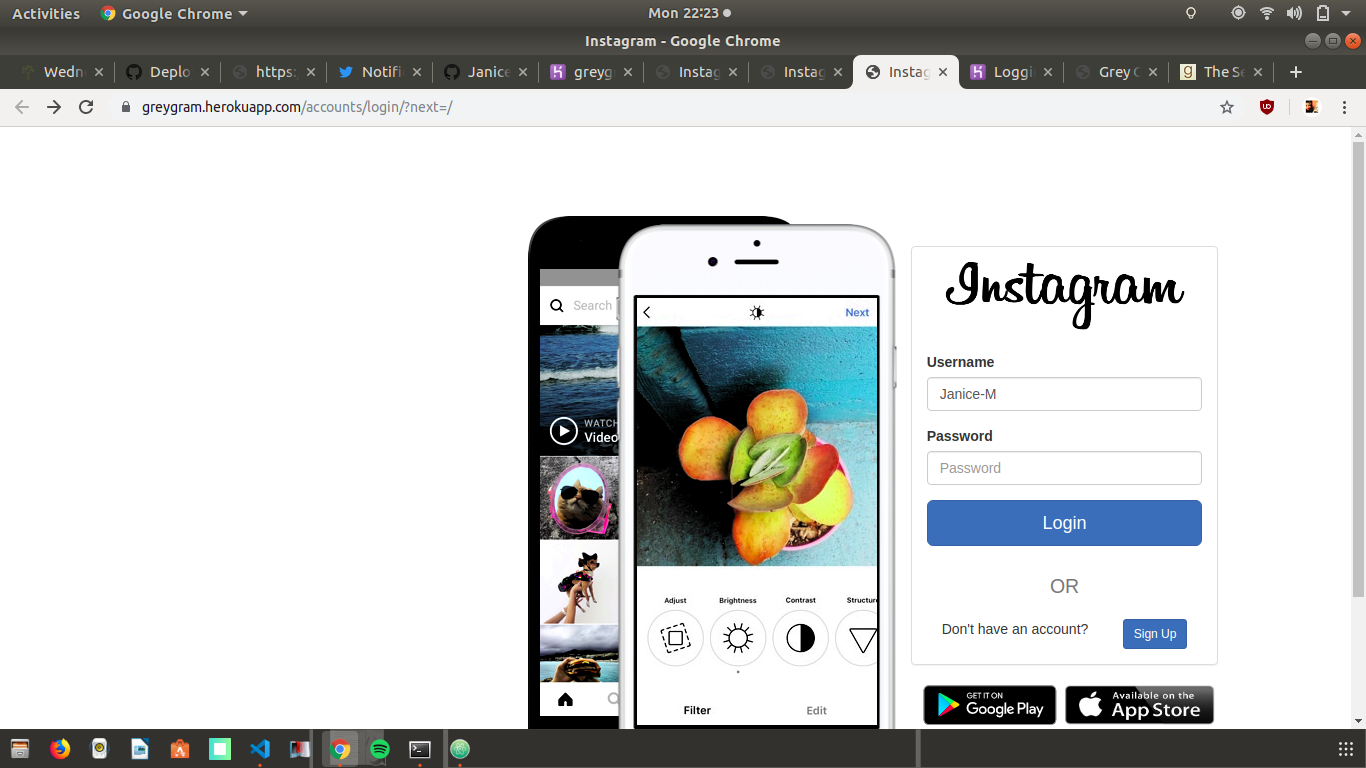 Activities Google Chrome Mon 22:23
Instagram - Google Chrome
Wedn Deplo https: Notifi Janice greyg Instag Instag Instag Loggi Grey The Se
greygram.herokuapp.com/accounts/login/?next=/
Search
WATCH
Video
Next
Adjust Brightness Contrast Structure
Filter Edit
Instagram
Username
Janice-M
Password
Password
Login
OR
Don't have an account? Sign Up
GET IT ON
Google Play
Available on the
App Store